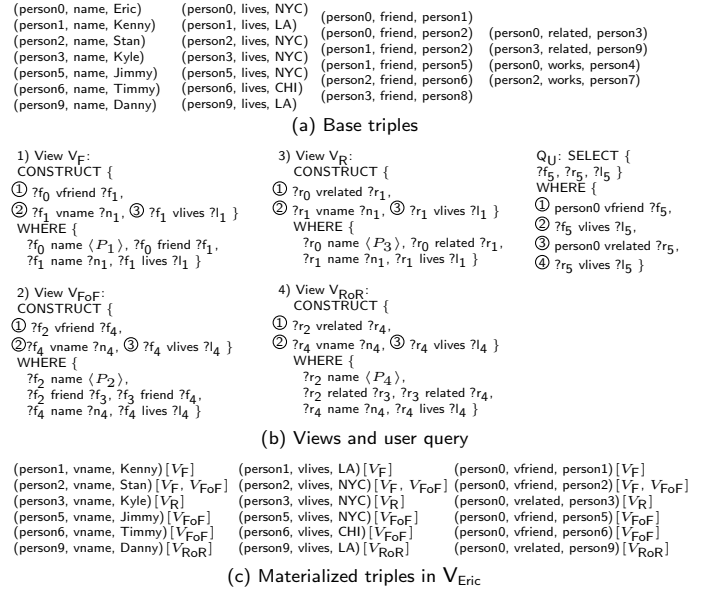 (person0, name, Eric)
(person1, name, Kenny)
(person2, name, Stan)
(person3, name, Kyle)
(person5, name, Jimmy)
(person6, name, Timmy)
(person9, name, Danny)
(person0, lives, NYC)
(person1, lives, LA)
(person2, lives, NYC)
(person3, lives, NYC)
(person5, lives, NYC)
(person6, lives, CHI)
(person9, lives, LA)
(person0, friend, person1)
(person0, friend, person2)
(person1, friend, person2)
(person1, friend, person5)
(person2, friend, person6)
(person3, friend, person8)
(person0, related, person3)
(person3, related, person9)
(person0, works, person4)
(person2, works, person7)
(a) Base triples
1) View V_F:
CONSTRUCT {
① ?f_0 vfriend ?f_1,
② ?f_1 vname ?n_1, ③ ?f_1 vlives ?l_1 }
WHERE {
?f_0 name ⟨P_1⟩, ?f_0 friend ?f_1,
?f_1 name ?n_1, ?f_1 lives ?l_1 }
2) View V_FoF:
CONSTRUCT {
① ?f_2 vfriend ?f_4,
② ?f_4 vname ?n_4, ③ ?f_4 vlives ?l_4 }
WHERE {
?f_2 name ⟨P_2⟩,
?f_2 friend ?f_3, ?f_3 friend ?f_4,
?f_4 name ?n_4, ?f_4 lives ?l_4 }
3) View V_R:
CONSTRUCT {
① ?r_0 vrelated ?r_1,
② ?r_1 vname ?n_1, ③ ?r_1 vlives ?l_1 }
WHERE {
?r_0 name ⟨P_3⟩, ?r_0 related ?r_1,
?r_1 name ?n_1, ?r_1 lives ?l_1 }
4) View V_RoR:
CONSTRUCT {
① ?r_2 vrelated ?r_4,
② ?r_4 vname ?n_4, ③ ?r_4 vlives ?l_4 }
WHERE {
?r_2 name ⟨P_4⟩,
?r_2 related ?r_3, ?r_3 related ?r_4,
?r_4 name ?n_4, ?r_4 lives ?l_4 }
Q_U: SELECT {
?f_5, ?r_5, ?l_5 }
WHERE {
① person0 vfriend ?f_5,
② ?f_5 vlives ?l_5,
③ person0 vrelated ?r_5,
④ ?r_5 vlives ?l_5 }
(b) Views and user query
(person1, vname, Kenny)[V_F]
(person2, vname, Stan)[V_F, V_FoF]
(person3, vname, Kyle)[V_R]
(person5, vname, Jimmy)[V_FoF]
(person6, vname, Timmy)[V_FoF]
(person9, vname, Danny)[V_RoR]
(person1, vlives, LA)[V_F]
(person2, vlives, NYC)[V_F, V_FoF]
(person3, vlives, NYC)[V_R]
(person5, vlives, NYC)[V_FoF]
(person6, vlives, CHI)[V_FoF]
(person9, vlives, LA)[V_RoR]
(person0, vfriend, person1)[V_F]
(person0, vfriend, person2)[V_F, V_FoF]
(person0, vrelated, person3)[V_R]
(person0, vfriend, person5)[V_FoF]
(person0, vfriend, person6)[V_FoF]
(person0, vrelated, person9)[V_RoR]
(c) Materialized triples in V_Eric